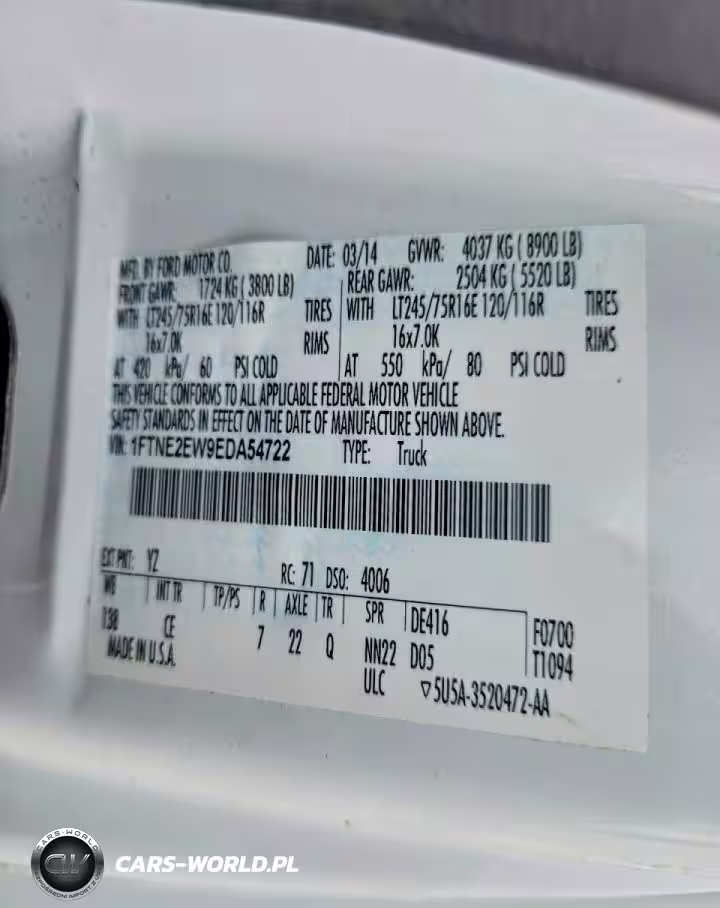 MFD. BY FORD MOTOR CO.
DATE: 03/14 GVWR: 4037 KG ( 8900 LB)
FRONT GAWR: 1724 KG ( 3800 LB)
REAR GAWR: 2504 KG ( 5520 LB)
WITH LT245/75R16E 120/116R TIRES
WITH LT245/75R16E 120/116R TIRES
16x7.0K RIMS
16x7.0K RIMS
AT 420 kPa/ 60 PSI COLD
AT 550 kPa/ 80 PSI COLD
THIS VEHICLE CONFORMS TO ALL APPLICABLE FEDERAL MOTOR VEHICLE
SAFETY STANDARDS IN EFFECT ON THE DATE OF MANUFACTURE SHOWN ABOVE.
VIN: 1FTNE2EW9EDA54722 TYPE: Truck
EXT PNT: YZ RC: 71 DSO: 4006
WB INT TR TP/PS R AXLE TR SPR DE416 F0700
138 CE 7 22 Q NN22 D05 T1094
MADE IN U.S.A. ULC ▽5U5A-3520472-AA
CARS-WORLD
CW
CARS-WORLD.PL